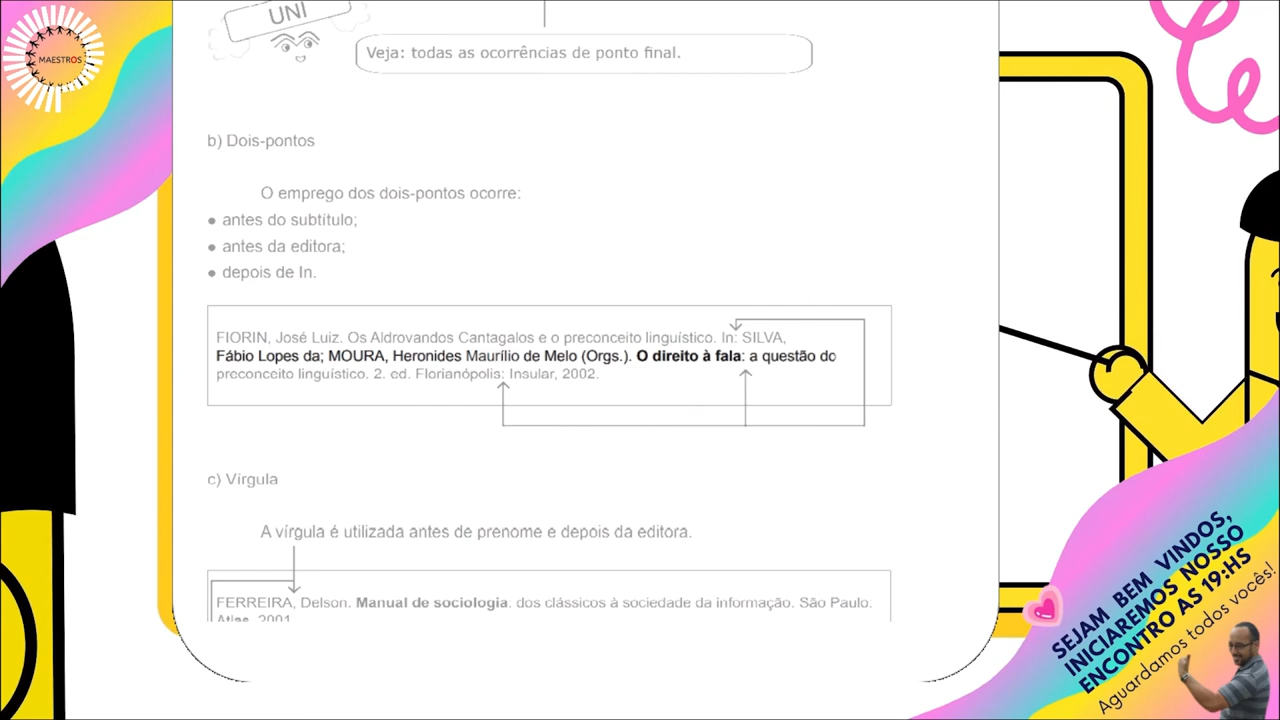 MAESTROS
UNI
Veja: todas as ocorrências de ponto final.
b) Dois-pontos
O emprego dos dois-pontos ocorre:
● antes do subtítulo;
● antes da editora;
● depois de In.
FIORIN, José Luiz. Os Aldrovandos Cantagalos e o preconceito linguístico. In: SILVA,
Fábio Lopes da; MOURA, Heronides Maurílio de Melo (Orgs.). O direito à fala: a questão do
preconceito linguístico. 2. ed. Florianópolis: Insular, 2002.
c) Vírgula
A vírgula é utilizada antes de prenome e depois da editora.
FERREIRA, Delson. Manual de sociologia. dos clássicos à sociedade da informação. São Paulo.
Atlas, 2001
SEJAM BEM VINDOS,
INICIAREMOS NOSSO
ENCONTRO AS 19:HS
Aguardamos todos vocês!